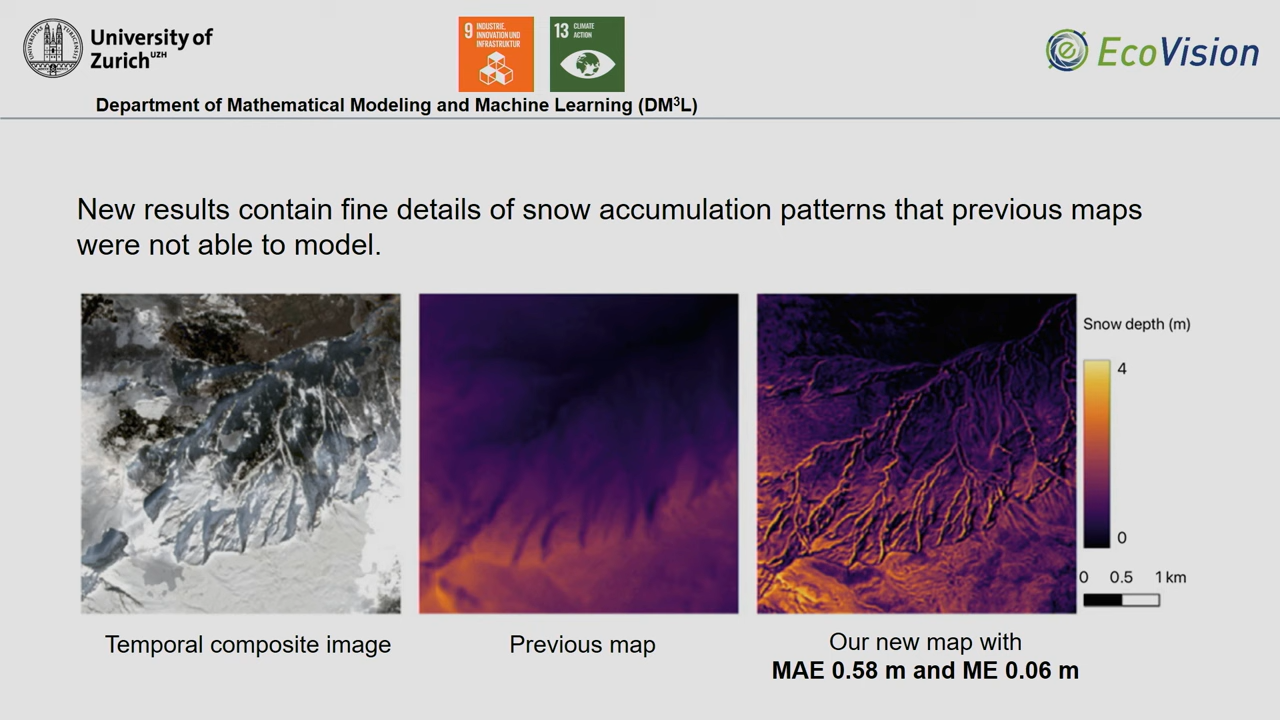 University of
Zurich UZH
9 INDUSTRIE,
INNOVATION UND
INFRASTRUKTUR
13 CLIMATE
ACTION
EcoVision
Department of Mathematical Modeling and Machine Learning (DM³L)
New results contain fine details of snow accumulation patterns that previous maps
were not able to model.
Snow depth (m)
4
0
0 0.5 1 km
Temporal composite image
Previous map
Our new map with
MAE 0.58 m and ME 0.06 m